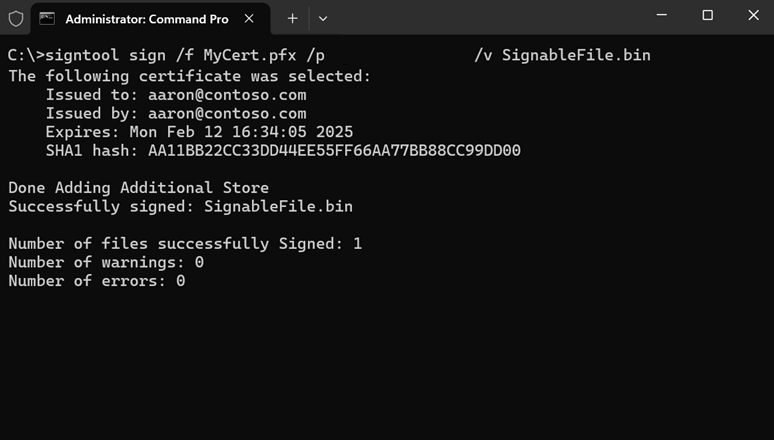 Administrator: Command Pro
C:\>signtool sign /f MyCert.pfx /p /v SignableFile.bin
The following certificate was selected:
Issued to: aaron@contoso.com
Issued by: aaron@contoso.com
Expires: Mon Feb 12 16:34:05 2025
SHA1 hash: AA11BB22CC33DD44EE55FF66AA77BB88CC99DD00
Done Adding Additional Store
Successfully signed: SignableFile.bin
Number of files successfully Signed: 1
Number of warnings: 0
Number of errors: 0